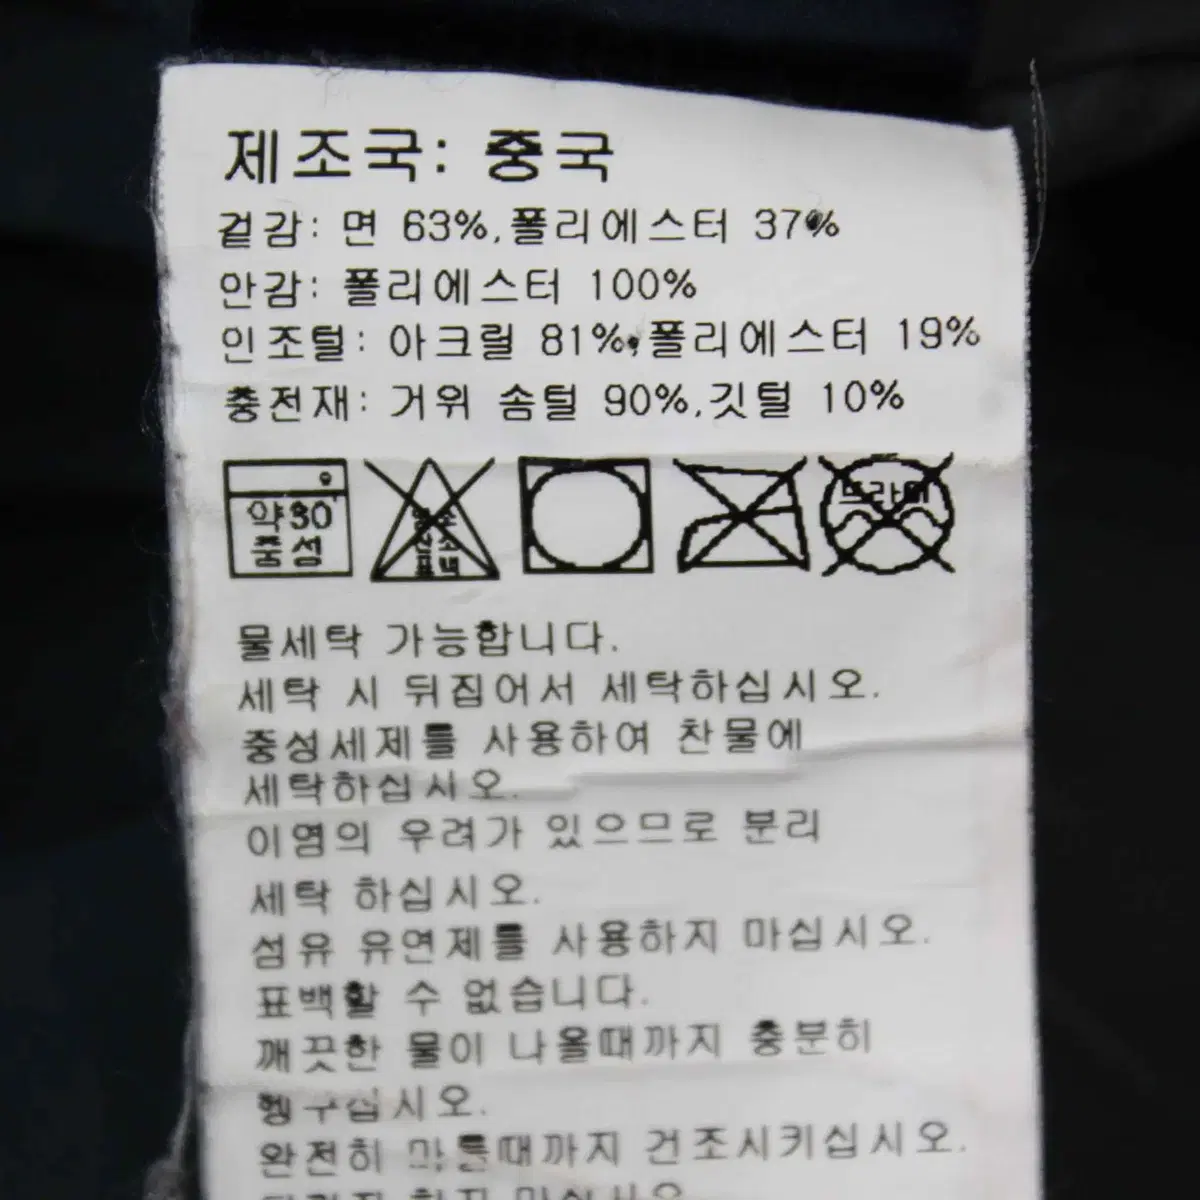 제조국: 중국
겉감: 면 63%, 폴리에스터 37%
안감: 폴리에스터 100%
인조털: 아크릴 81%, 폴리에스터 19%
충전재: 거위 솜털 90%, 깃털 10%
약30°
중성
드라이
물세탁 가능합니다.
세탁 시 뒤집어서 세탁하십시오.
중성세제를 사용하여 찬물에
세탁하십시오.
이염의 우려가 있으므로 분리
세탁 하십시오.
섬유 유연제를 사용하지 마십시오.
표백할 수 없습니다.
깨끗한 물이 나올때까지 충분히
헹구십시오.
완전히 마를때까지 건조시키십시오.
하지 마십시오